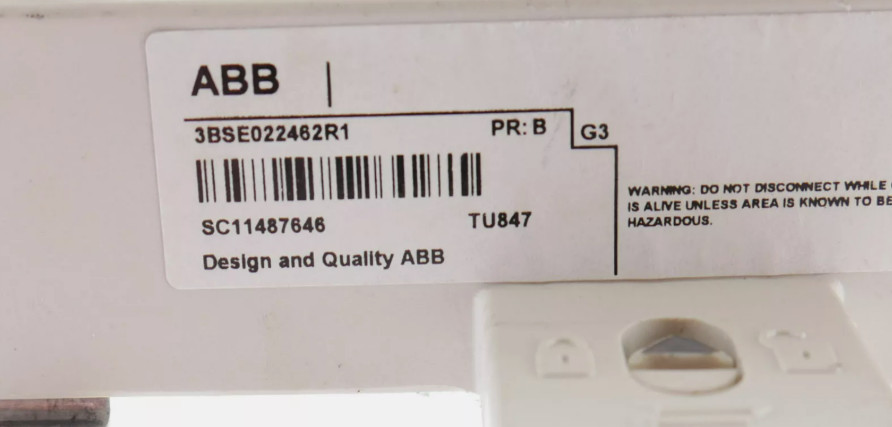 ABB
3BSE022462R1 PR: B G3
SC11487646 TU847
Design and Quality ABB
WARNING: DO NOT DISCONNECT WHILE
IS ALIVE UNLESS AREA IS KNOWN TO BE
HAZARDOUS.